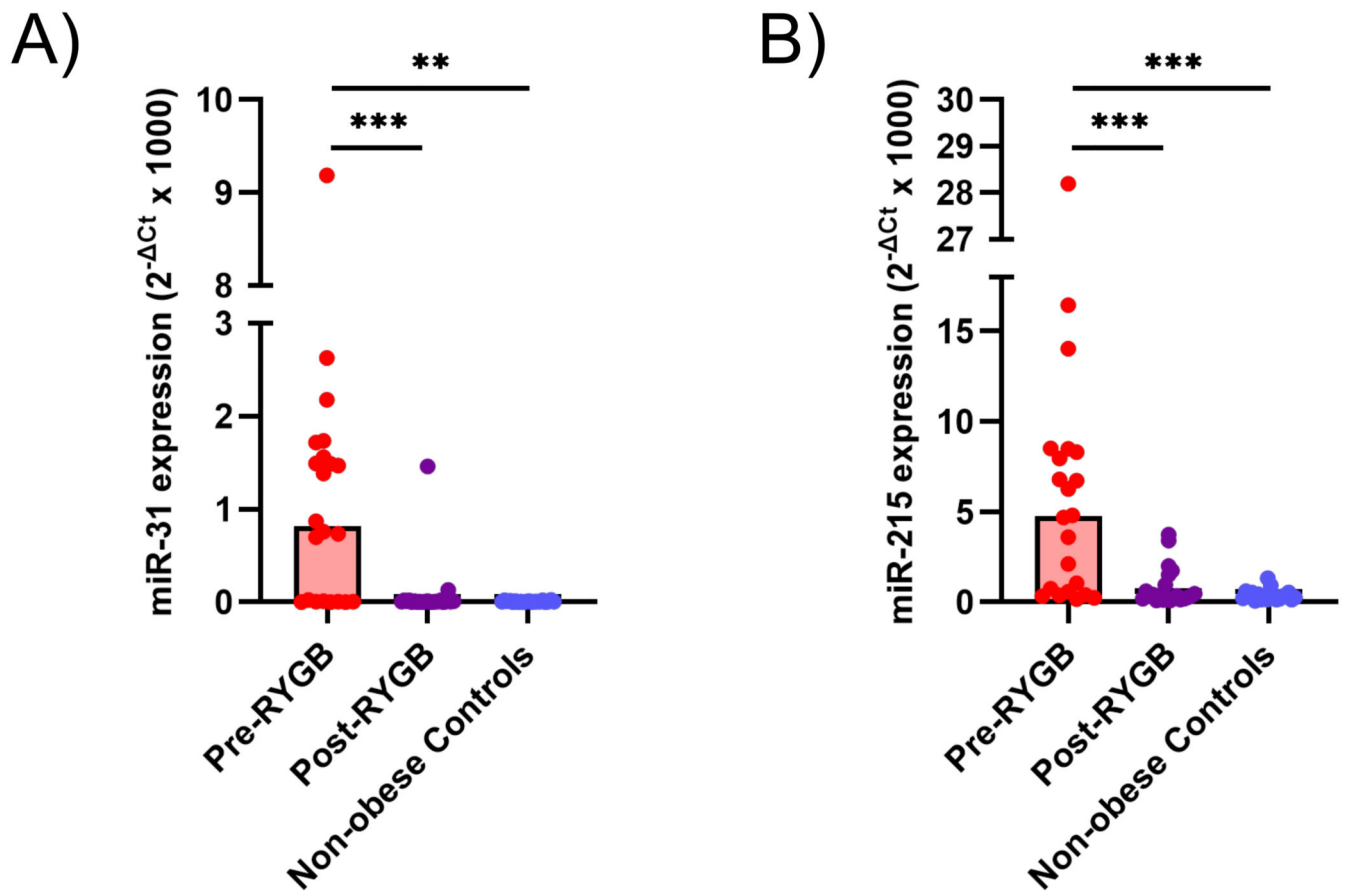 A)
miR-31 expression (2-ΔCt x 1000)
**
***
10
9
8
3
2
1
0
Pre-RYGB
Post-RYGB
Non-obese Controls
B)
miR-215 expression (2-ΔCt x 1000)
***
***
30
29
28
27
15
10
5
0
Pre-RYGB
Post-RYGB
Non-obese Controls